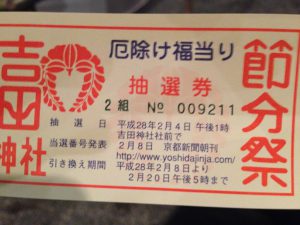 吉田神社
厄除け福当り
抽選券
2組 № 009211
節分祭
抽選日 平成28年2月4日 午後1時
吉田神社社前で
当選番号発表 2月8日 京都新聞朝刊
http://www.yoshidajinja.com/
引き換え期間 平成28年2月8日より
2月20日午後5時まで